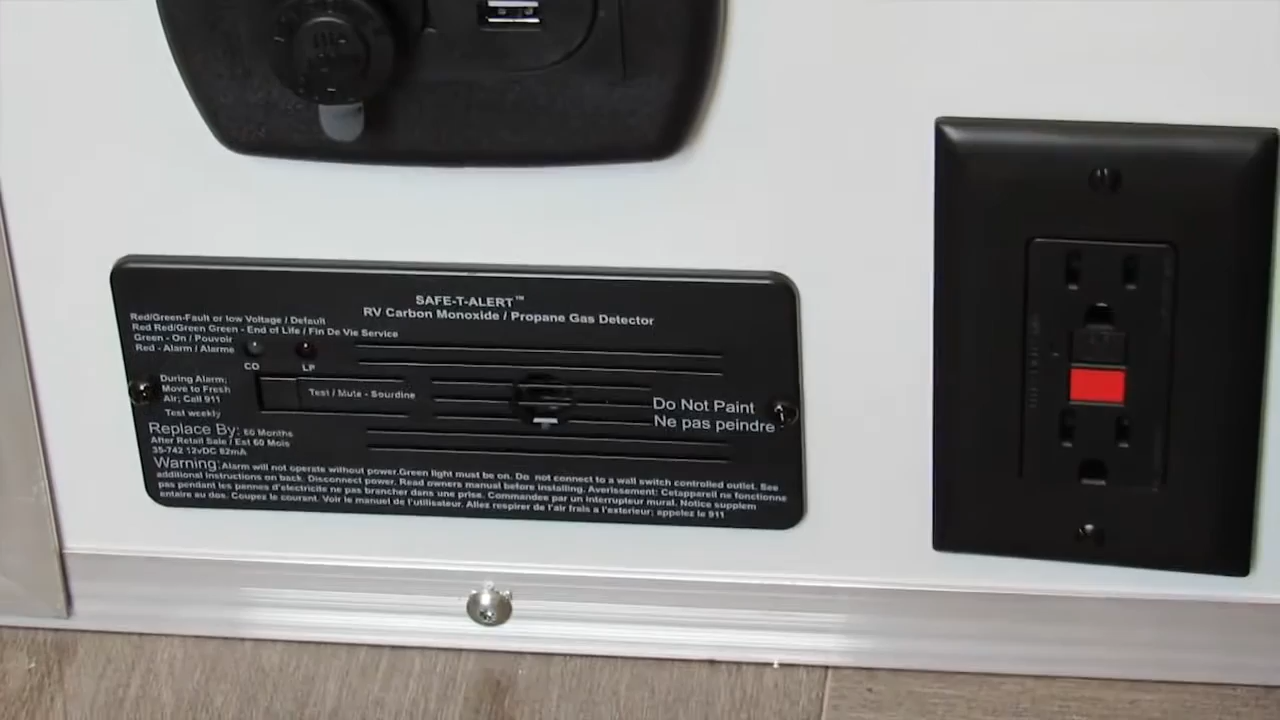 SAFE-T-ALERT™
RV Carbon Monoxide / Propane Gas Detector
Red/Green-Fault or low Voltage / Default
Red Red/Green Green - End of Life / Fin De Vie Service
Green - On / Pouvoir
Red - Alarm / Alarme
CO LP
During Alarm;
Move to Fresh
Air; Call 911
Test weekly
Test / Mute - Sourdine
Do Not Paint
Ne pas peindre
Replace By: 60 Months
After Retail Sale / Est 60 Mois
35-742 12vDC 82mA
Warning: Alarm will not operate without power.Green light must be on. Do not connect to a wall switch controlled outlet. See
additional instructions on back. Disconnect power. Read owners manual before installing. Averissement: Cetappareil ne fonctionne
pas pendant les pennes d'electricite ne pas brancher dans une prise. Commandee par un interrupteur mural. Notice supplem
entaire au dos. Coupez le courant. Voir le manuel de l'utilisateur. Allez respirer de l'air frais a l'exterieur; appelez le 911